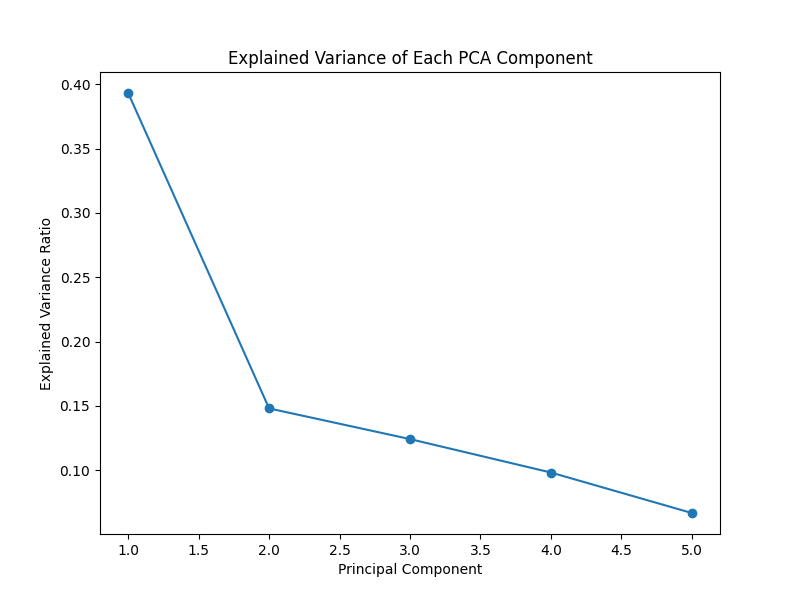 Explained Variance of Each PCA Component
0.40
0.35
0.30
0.25
0.20
0.15
0.10
Explained Variance Ratio
1.0 1.5 2.0 2.5 3.0 3.5 4.0 4.5 5.0
Principal Component